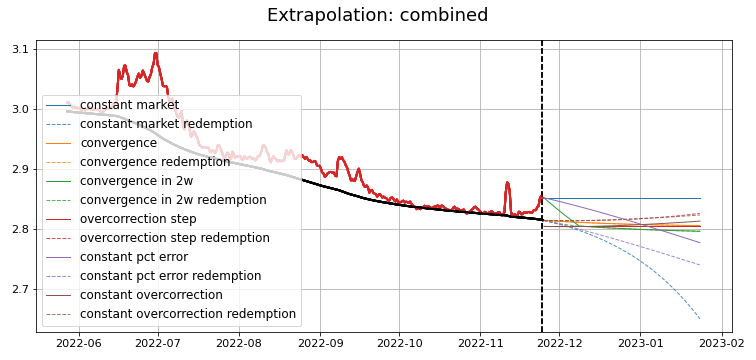 Extrapolation: combined
3.1
3.0
2.9
2.8
2.7
constant market
constant market redemption
convergence
convergence redemption
convergence in 2w
convergence in 2w redemption
overcorrection step
overcorrection step redemption
constant pct error
constant pct error redemption
constant overcorrection
constant overcorrection redemption
2022-06 2022-07 2022-08 2022-09 2022-10 2022-11 2022-12 2023-01 2023-02